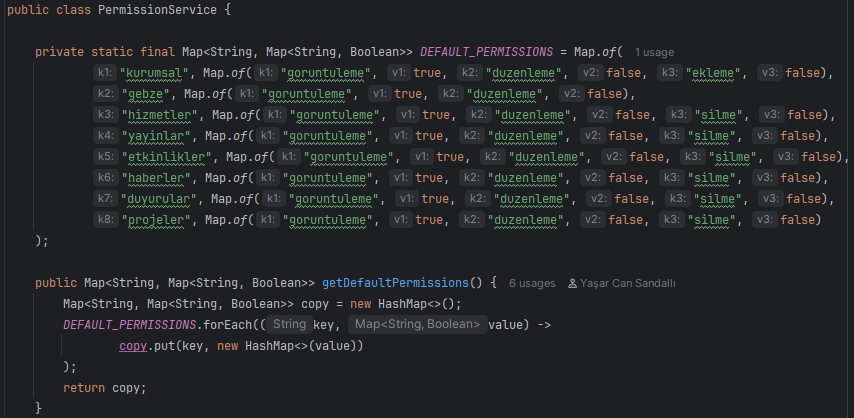 public class PermissionService {
private static final Map<String, Map<String, Boolean>> DEFAULT_PERMISSIONS = Map.of( 1 usage
k1: "kurumsal", Map.of( k1: "goruntuleme", v1: true, k2: "duzenleme", v2: false, k3: "ekleme", v3: false),
k2: "gebze", Map.of( k1: "goruntuleme", v1: true, k2: "duzenleme", v2: false),
k3: "hizmetler", Map.of( k1: "goruntuleme", v1: true, k2: "duzenleme", v2: false, k3: "silme", v3: false),
k4: "yayinlar", Map.of( k1: "goruntuleme", v1: true, k2: "duzenleme", v2: false, k3: "silme", v3: false),
k5: "etkinlikler", Map.of( k1: "goruntuleme", v1: true, k2: "duzenleme", v2: false, k3: "silme", v3: false),
k6: "haberler", Map.of( k1: "goruntuleme", v1: true, k2: "duzenleme", v2: false, k3: "silme", v3: false),
k7: "duyurular", Map.of( k1: "goruntuleme", v1: true, k2: "duzenleme", v2: false, k3: "silme", v3: false),
k8: "projeler", Map.of( k1: "goruntuleme", v1: true, k2: "duzenleme", v2: false, k3: "silme", v3: false)
);
public Map<String, Map<String, Boolean>> getDefaultPermissions() { 6 usages Yaşar Can Sandallı
Map<String, Map<String, Boolean>> copy = new HashMap<>();
DEFAULT_PERMISSIONS.forEach(( String key, Map<String, Boolean> value) ->
copy.put(key, new HashMap<>(value))
);
return copy;
}